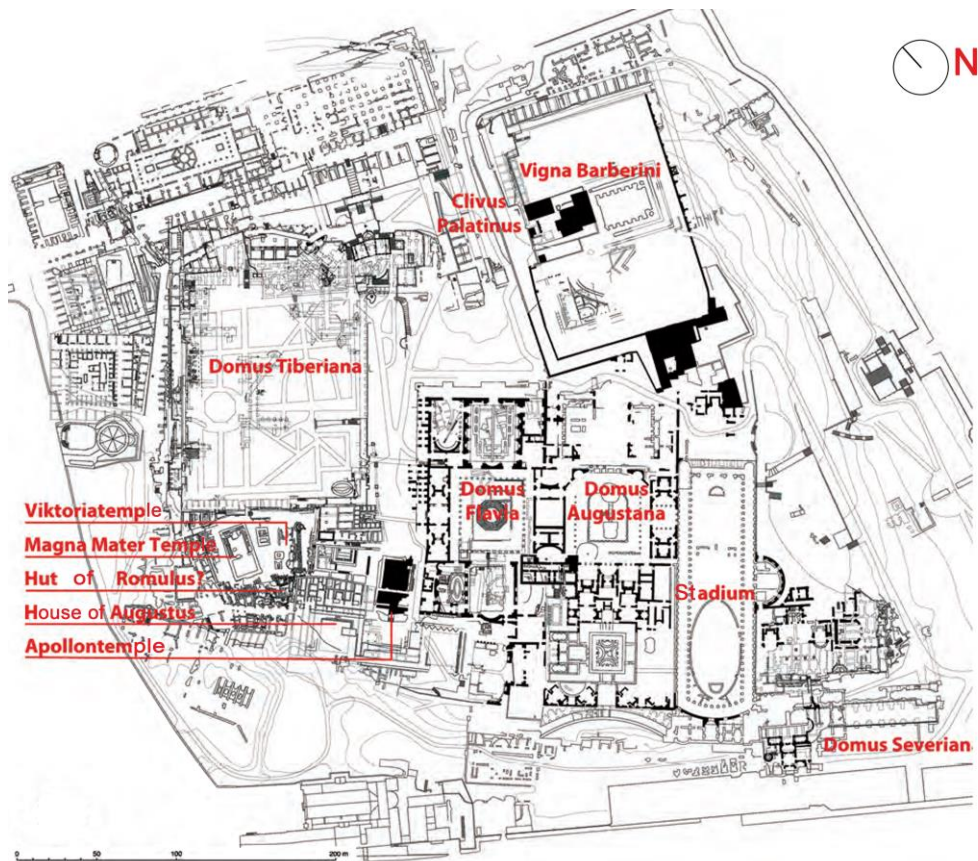 N
Vigna Barberini
Clivus
Palatinus
Domus Tiberiana
Domus
Flavia
Domus
Augustana
Stadium
Viktoriatemple
Magna Mater Temple
Hut of Romulus?
House of Augustus
Apollontemple
Domus Severian
0 50 100 200 m